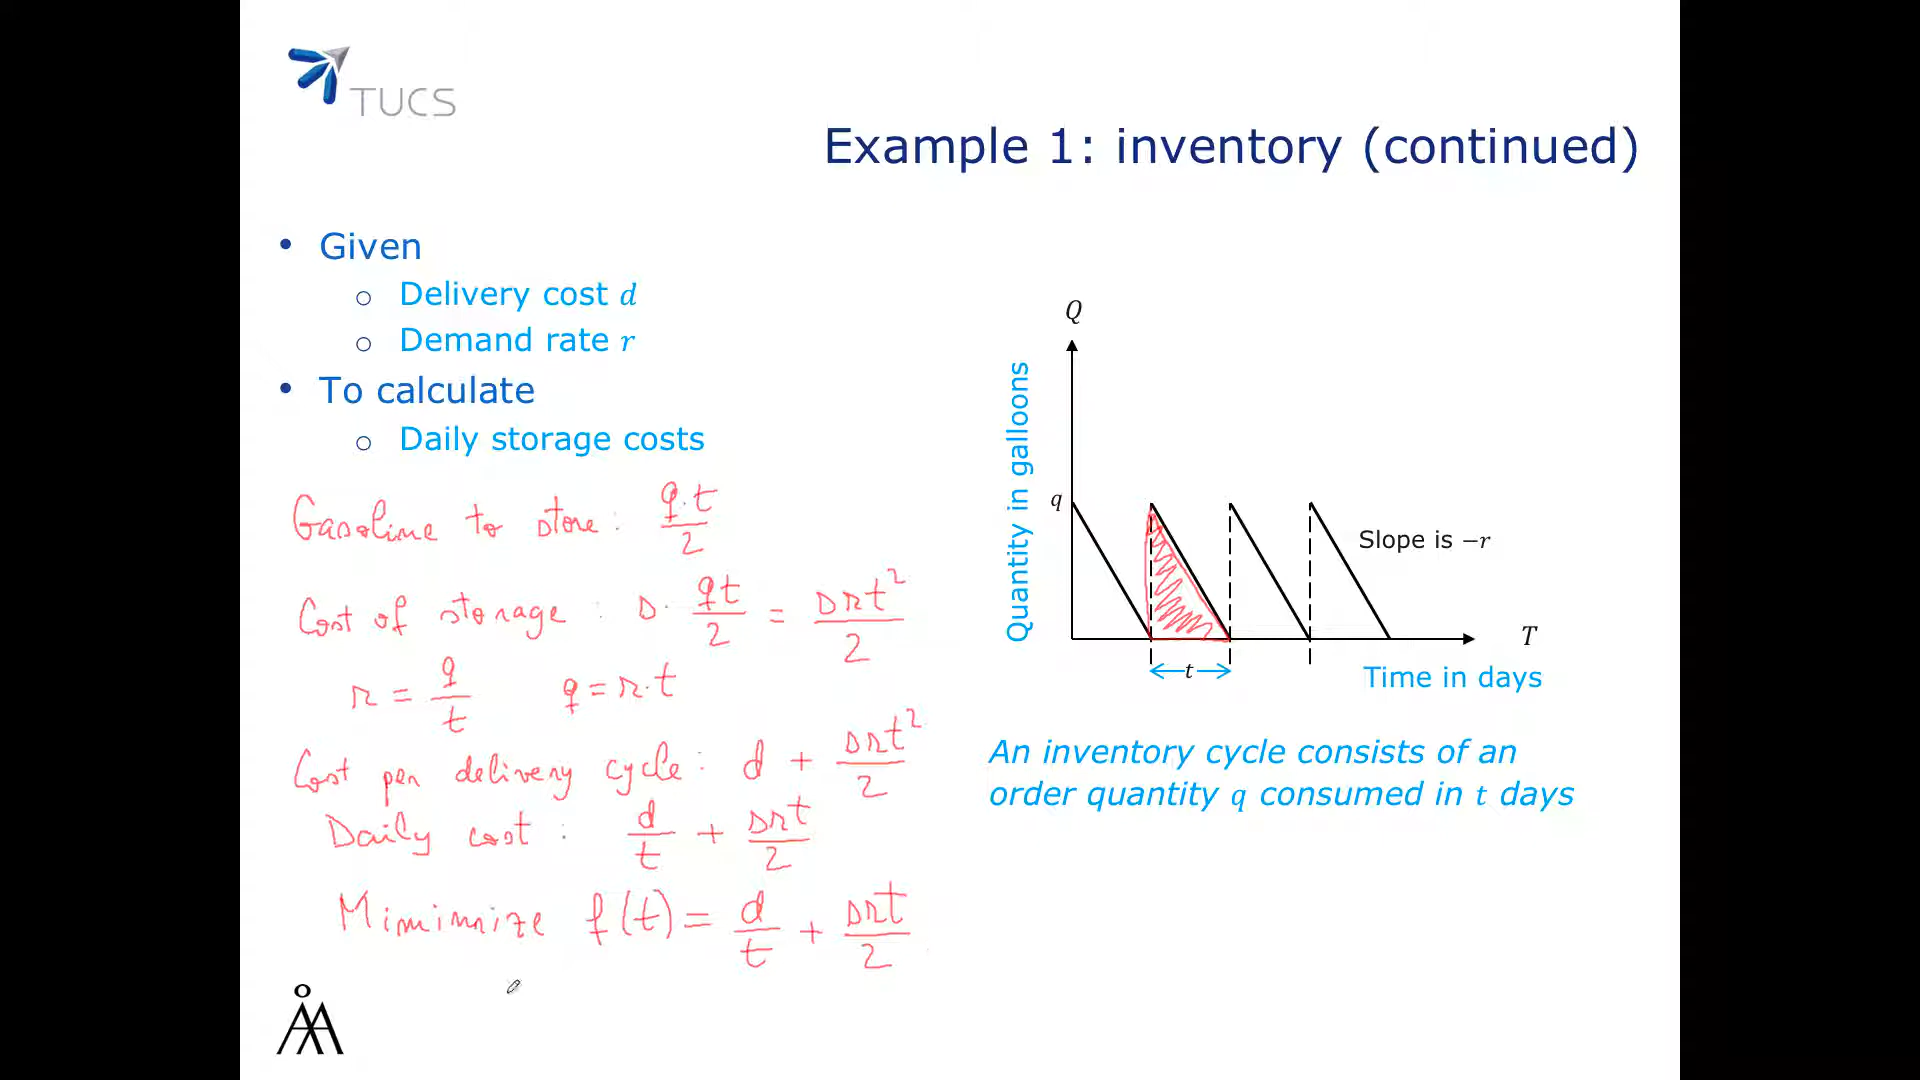 TUCS
Example 1: inventory (continued)
• Given
o Delivery cost d
o Demand rate r
• To calculate
o Daily storage costs
Gasoline to store: q·t/2
Cost of storage: s·qt/2 = srt²/2
r = q/t q = r·t
Cost per delivery cycle: d + srt²/2
Daily cost: d/t + srt/2
Minimize f(t) = d/t + srt/2
Q
Quantity in galloons
q
Slope is −r
T
t
Time in days
An inventory cycle consists of an
order quantity q consumed in t days